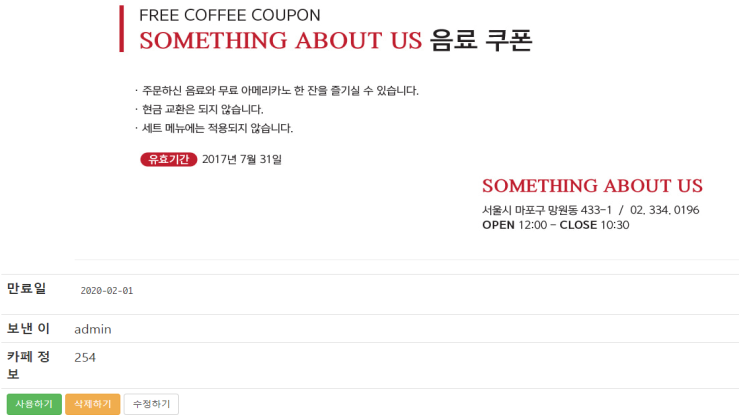 FREE COFFEE COUPON
SOMETHING ABOUT US 음료 쿠폰
· 주문하신 음료와 무료 아메리카노 한 잔을 즐기실 수 있습니다.
· 현금 교환은 되지 않습니다.
· 세트 메뉴에는 적용되지 않습니다.
유효기간 2017년 7월 31일
SOMETHING ABOUT US
서울시 마포구 망원동 433-1 / 02. 334. 0196
OPEN 12:00 - CLOSE 10:30
만료일 2020-02-01
보낸 이 admin
카페 정 254
보
사용하기 삭제하기 수정하기